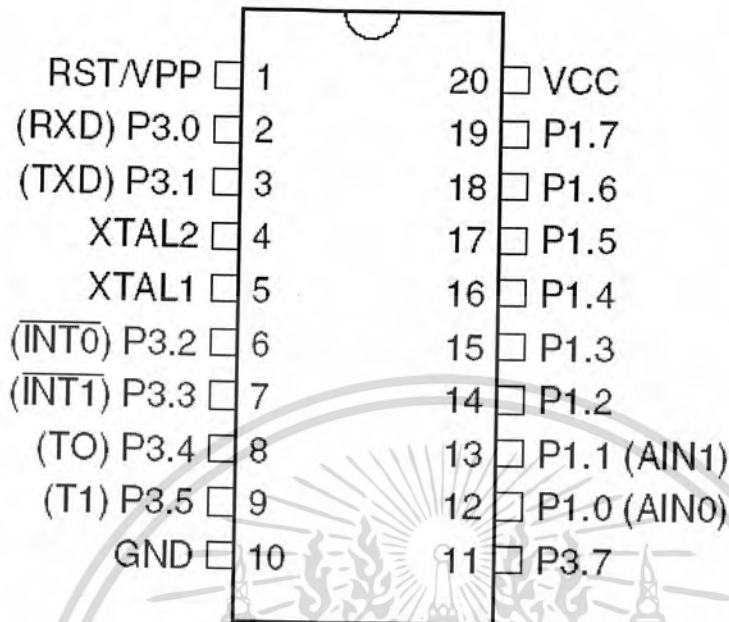 RST/VPP 1 20 VCC
(RXD) P3.0 2 19 P1.7
(TXD) P3.1 3 18 P1.6
XTAL2 4 17 P1.5
XTAL1 5 16 P1.4
(INT0) P3.2 6 15 P1.3
(INT1) P3.3 7 14 P1.2
(TO) P3.4 8 13 P1.1 (AIN1)
(T1) P3.5 9 12 P1.0 (AIN0)
GND 10 11 P3.7